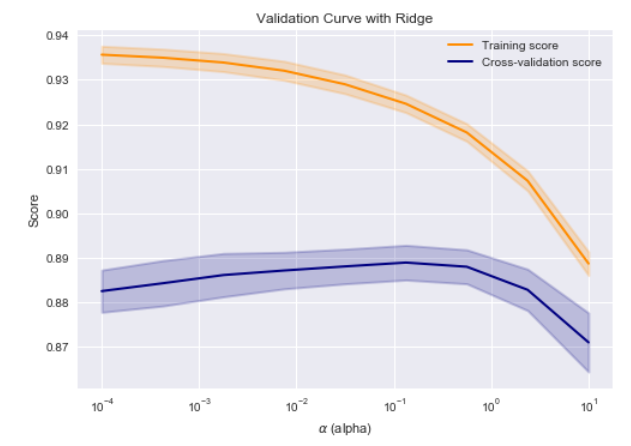 Validation Curve with Ridge
Training score
Cross-validation score
0.94
0.93
0.92
0.91
0.90
0.89
0.88
0.87
Score
10⁻⁴
10⁻³
10⁻²
10⁻¹
10⁰
10¹
α (alpha)